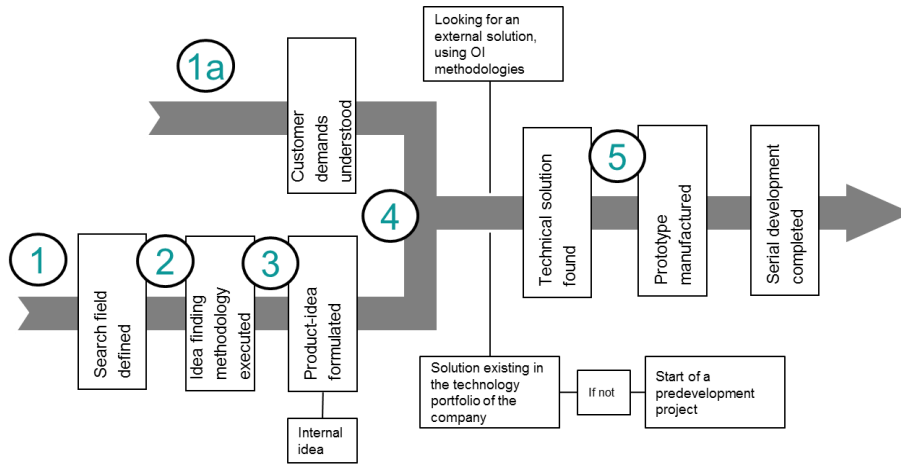 Looking for an
external solution,
using OI
methodologies
1a
Customer
demands
understood
1
Search field
defined
2
Idea finding
methodology
executed
3
Product-idea
formulated
Internal
idea
4
Technical solution
found
5
Prototype
manufactured
Serial development
completed
Solution existing in
the technology
portfolio of the
company
If not
Start of a
predevelopment
project